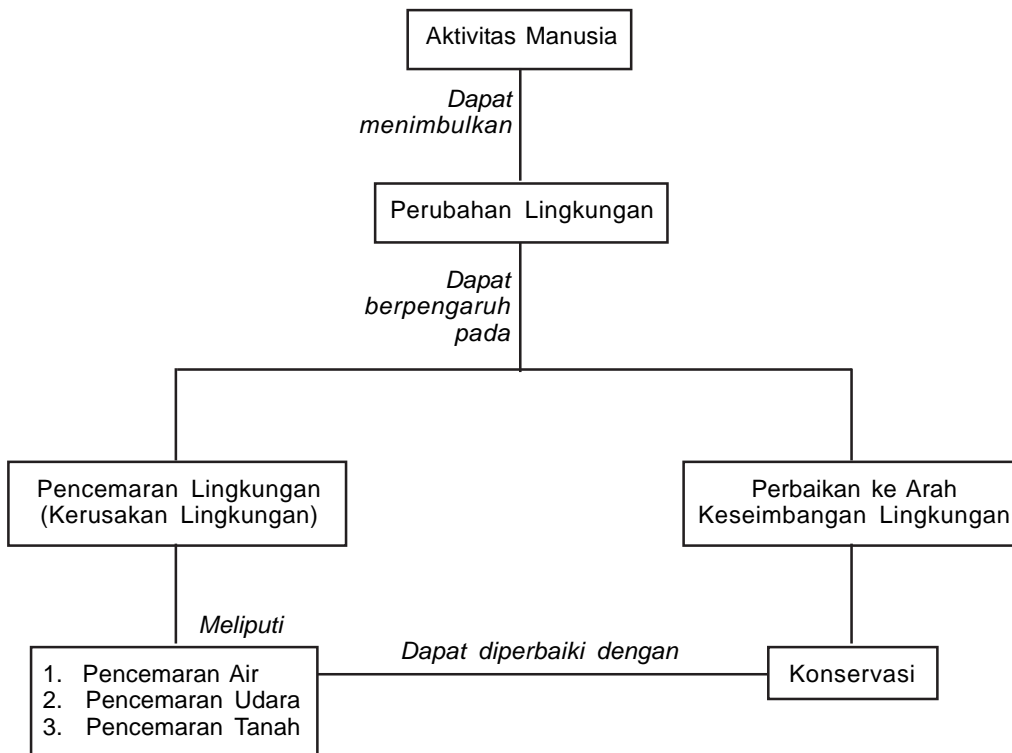 Aktivitas Manusia
Dapat
menimbulkan
Perubahan Lingkungan
Dapat
berpengaruh
pada
Pencemaran Lingkungan
(Kerusakan Lingkungan)
Perbaikan ke Arah
Keseimbangan Lingkungan
Meliputi
1. Pencemaran Air
2. Pencemaran Udara
3. Pencemaran Tanah
Dapat diperbaiki dengan
Konservasi